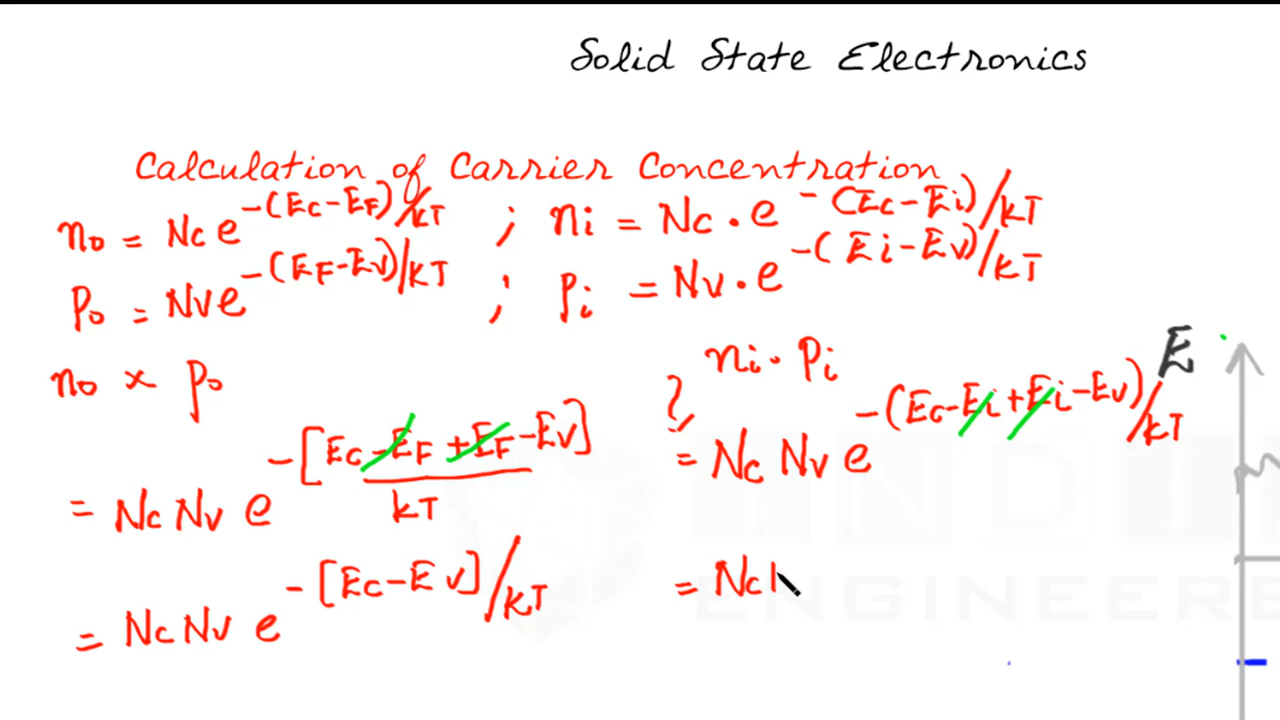 Solid State Electronics
Calculation of Carrier Concentration
n₀ = Nc e^-(Ec-EF)/kT ; ni = Nc . e^-(Ec-Ei)/kT
P₀ = Nv e^-(EF-Ev)/kT ; Pi = Nv . e^-(Ei-Ev)/kT
n₀ × P₀
= Nc Nv e^-[Ec-EF+EF-Ev]/kT
= Nc Nv e^-[Ec-Ev]/kT
ni . Pi
= Nc Nv e^-(Ec-Ei+Ei-Ev)/kT
= Nc
E
ENGINEERE